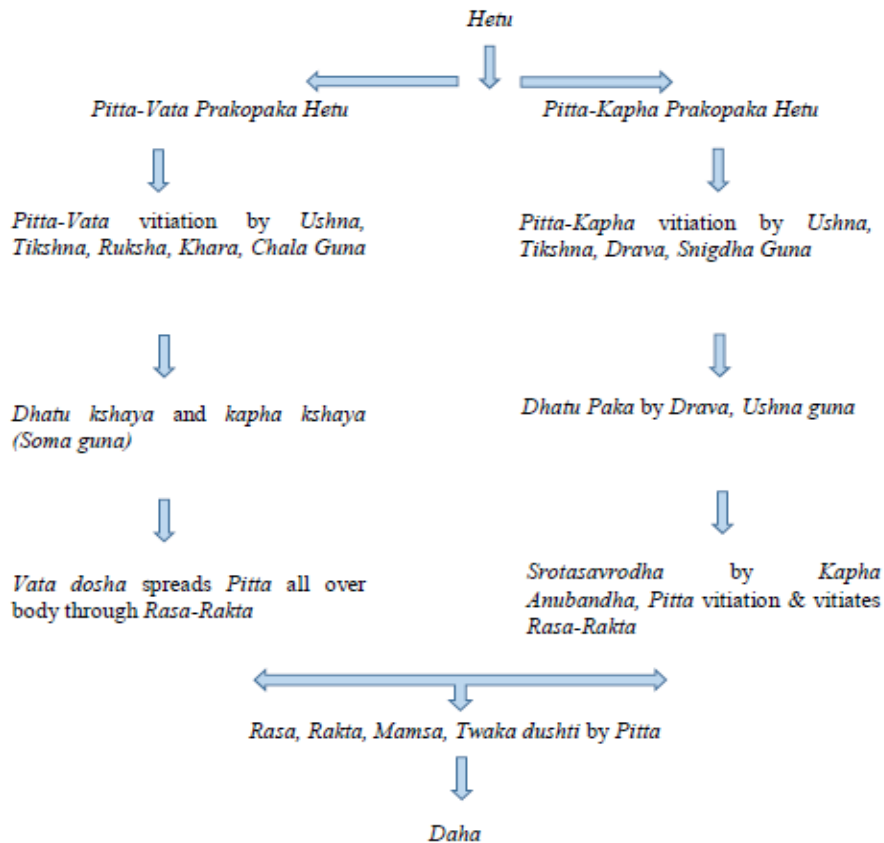 Hetu
Pitta-Vata Prakopaka Hetu
Pitta-Kapha Prakopaka Hetu
Pitta-Vata vitiation by Ushna,
Tikshna, Ruksha, Khara, Chala Guna
Pitta-Kapha vitiation by Ushna,
Tikshna, Drava, Snigdha Guna
Dhatu kshaya and kapha kshaya
(Soma guna)
Dhatu Paka by Drava, Ushna guna
Vata dosha spreads Pitta all over
body through Rasa-Rakta
Srotasavrodha by Kapha
Anubandha, Pitta vitiation & vitiates
Rasa-Rakta
Rasa, Rakta, Mamsa, Twaka dushti by Pitta
Daha